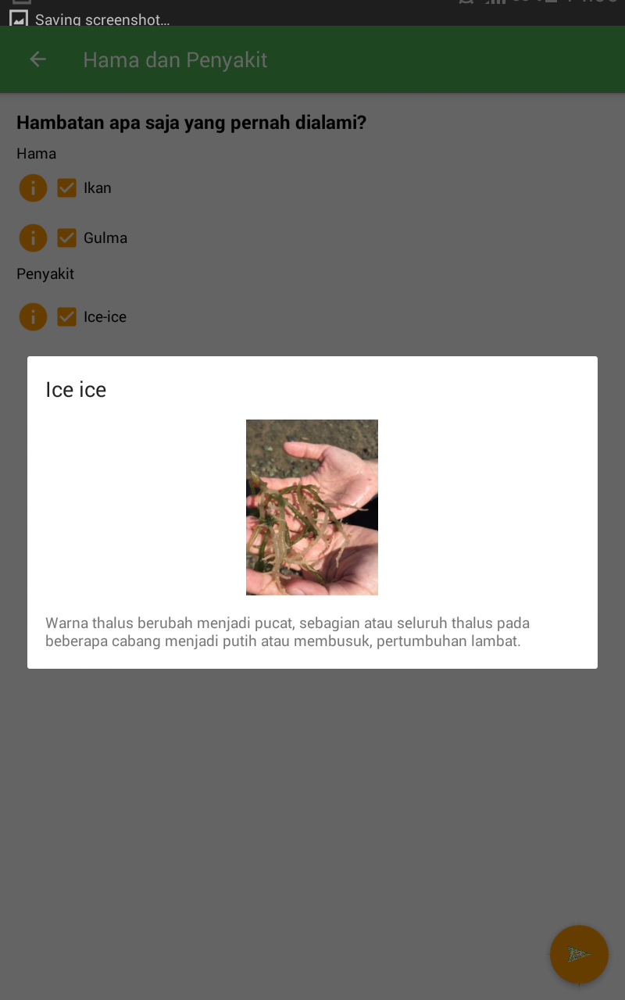 Saving screenshot...
Hama dan Penyakit
Hambatan apa saja yang pernah dialami?
Hama
Ikan
Gulma
Penyakit
Ice-ice
Ice ice
Warna thalus berubah menjadi pucat, sebagian atau seluruh thalus pada
beberapa cabang menjadi putih atau membusuk, pertumbuhan lambat.